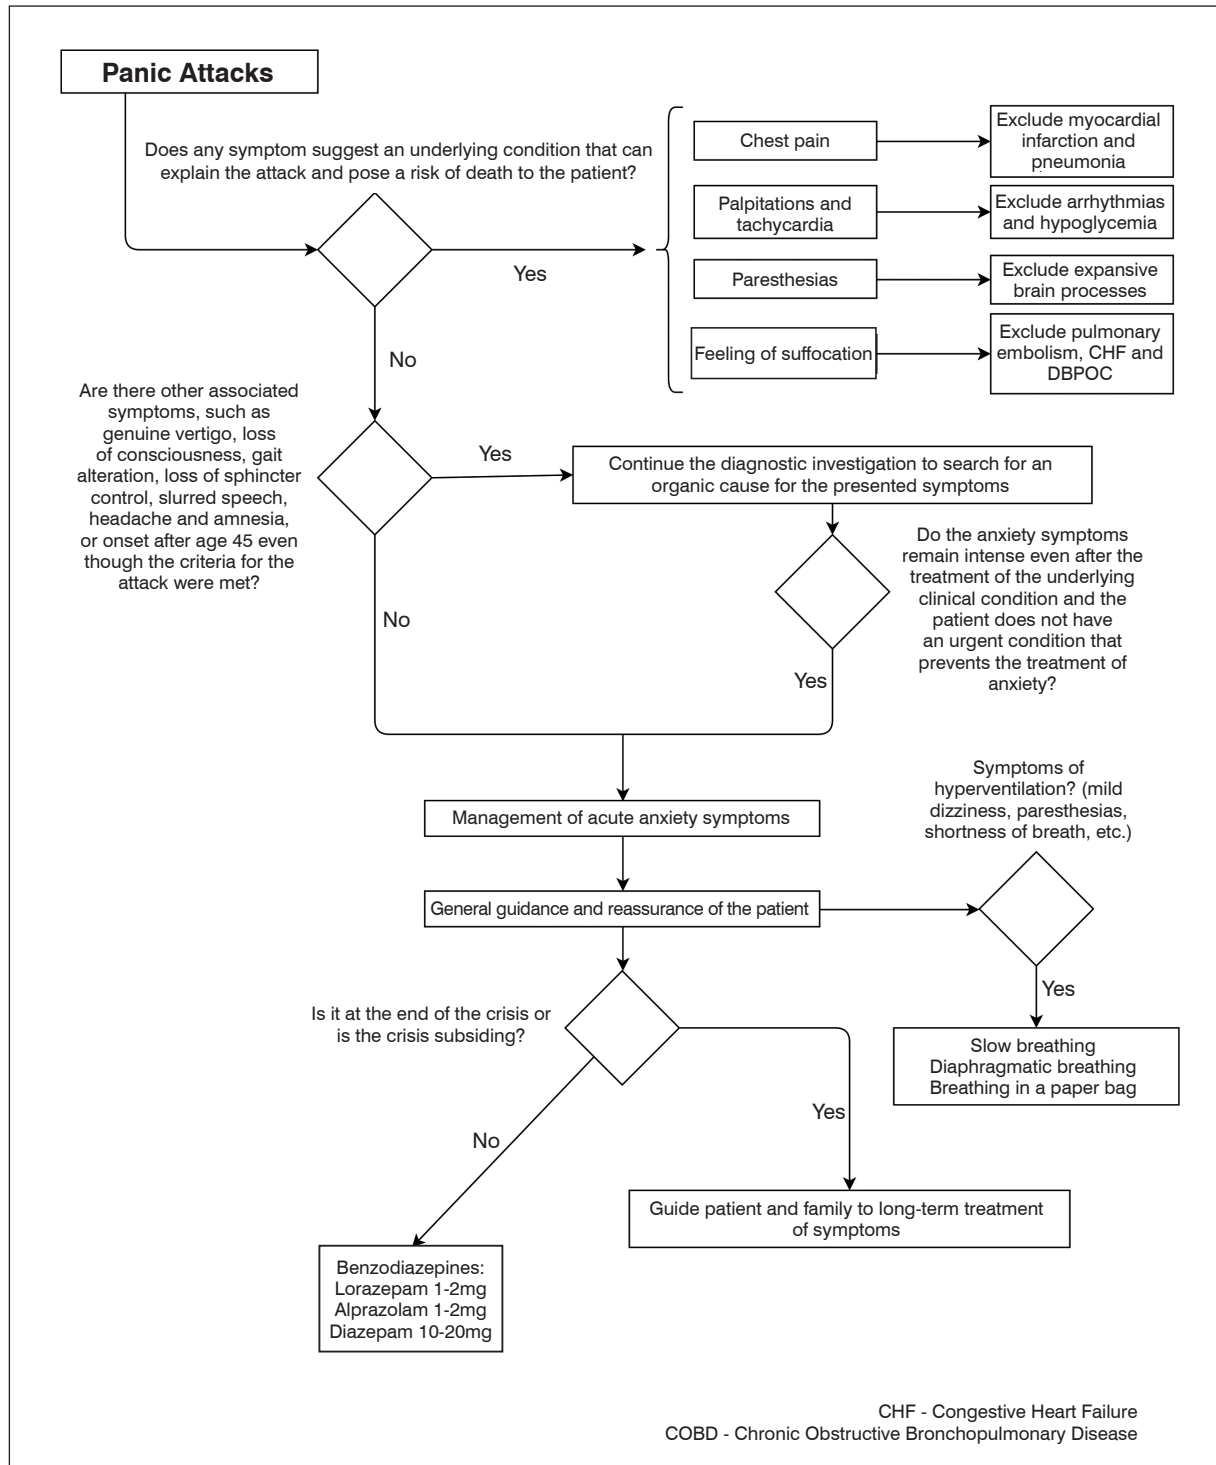 Panic Attacks
Does any symptom suggest an underlying condition that can
explain the attack and pose a risk of death to the patient?
Yes
Chest pain
Exclude myocardial
infarction and
pneumonia
Palpitations and
tachycardia
Exclude arrhythmias
and hypoglycemia
Paresthesias
Exclude expansive
brain processes
Feeling of suffocation
Exclude pulmonary
embolism, CHF and
DBPOC
No
Are there other associated
symptoms, such as
genuine vertigo, loss
of consciousness, gait
alteration, loss of sphincter
control, slurred speech,
headache and amnesia,
or onset after age 45 even
though the criteria for the
attack were met?
Yes
Continue the diagnostic investigation to search for an
organic cause for the presented symptoms
Do the anxiety symptoms
remain intense even after the
treatment of the underlying
clinical condition and the
patient does not have
an urgent condition that
prevents the treatment of
anxiety?
No
Yes
Management of acute anxiety symptoms
General guidance and reassurance of the patient
Symptoms of
hyperventilation? (mild
dizziness, paresthesias,
shortness of breath, etc.)
Yes
Slow breathing
Diaphragmatic breathing
Breathing in a paper bag
Is it at the end of the crisis or
is the crisis subsiding?
No
Yes
Guide patient and family to long-term treatment
of symptoms
Benzodiazepines:
Lorazepam 1-2mg
Alprazolam 1-2mg
Diazepam 10-20mg
CHF - Congestive Heart Failure
COBD - Chronic Obstructive Bronchopulmonary Disease